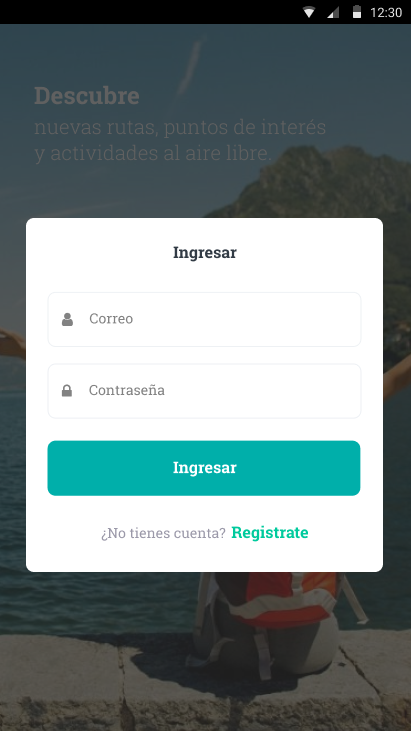 12:30
Descubre
nuevas rutas, puntos de interés
y actividades al aire libre.
Ingresar
Correo
Contraseña
Ingresar
¿No tienes cuenta? Registrate